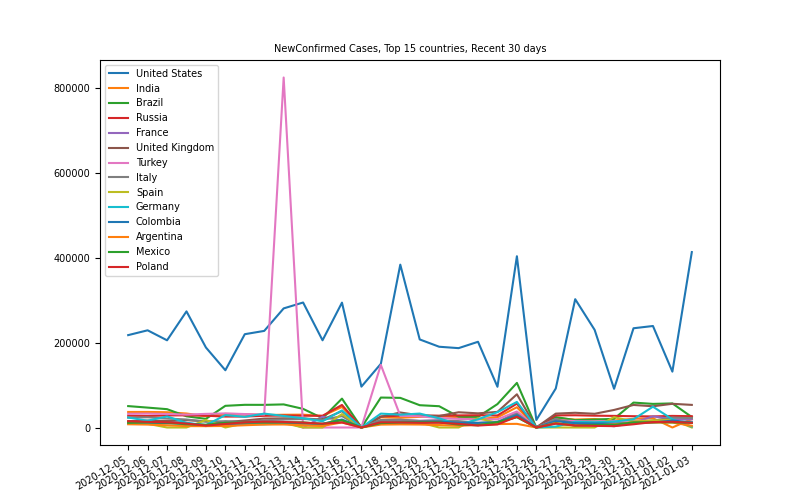 NewConfirmed Cases, Top 15 countries, Recent 30 days
800000
600000
400000
200000
0
United States
India
Brazil
Russia
France
United Kingdom
Turkey
Italy
Spain
Germany
Colombia
Argentina
Mexico
Poland
2020-12-05
2020-12-06
2020-12-07
2020-12-08
2020-12-09
2020-12-10
2020-12-11
2020-12-12
2020-12-13
2020-12-14
2020-12-15
2020-12-16
2020-12-17
2020-12-18
2020-12-19
2020-12-20
2020-12-21
2020-12-22
2020-12-23
2020-12-24
2020-12-25
2020-12-26
2020-12-27
2020-12-28
2020-12-29
2020-12-30
2020-12-31
2021-01-01
2021-01-02
2021-01-03